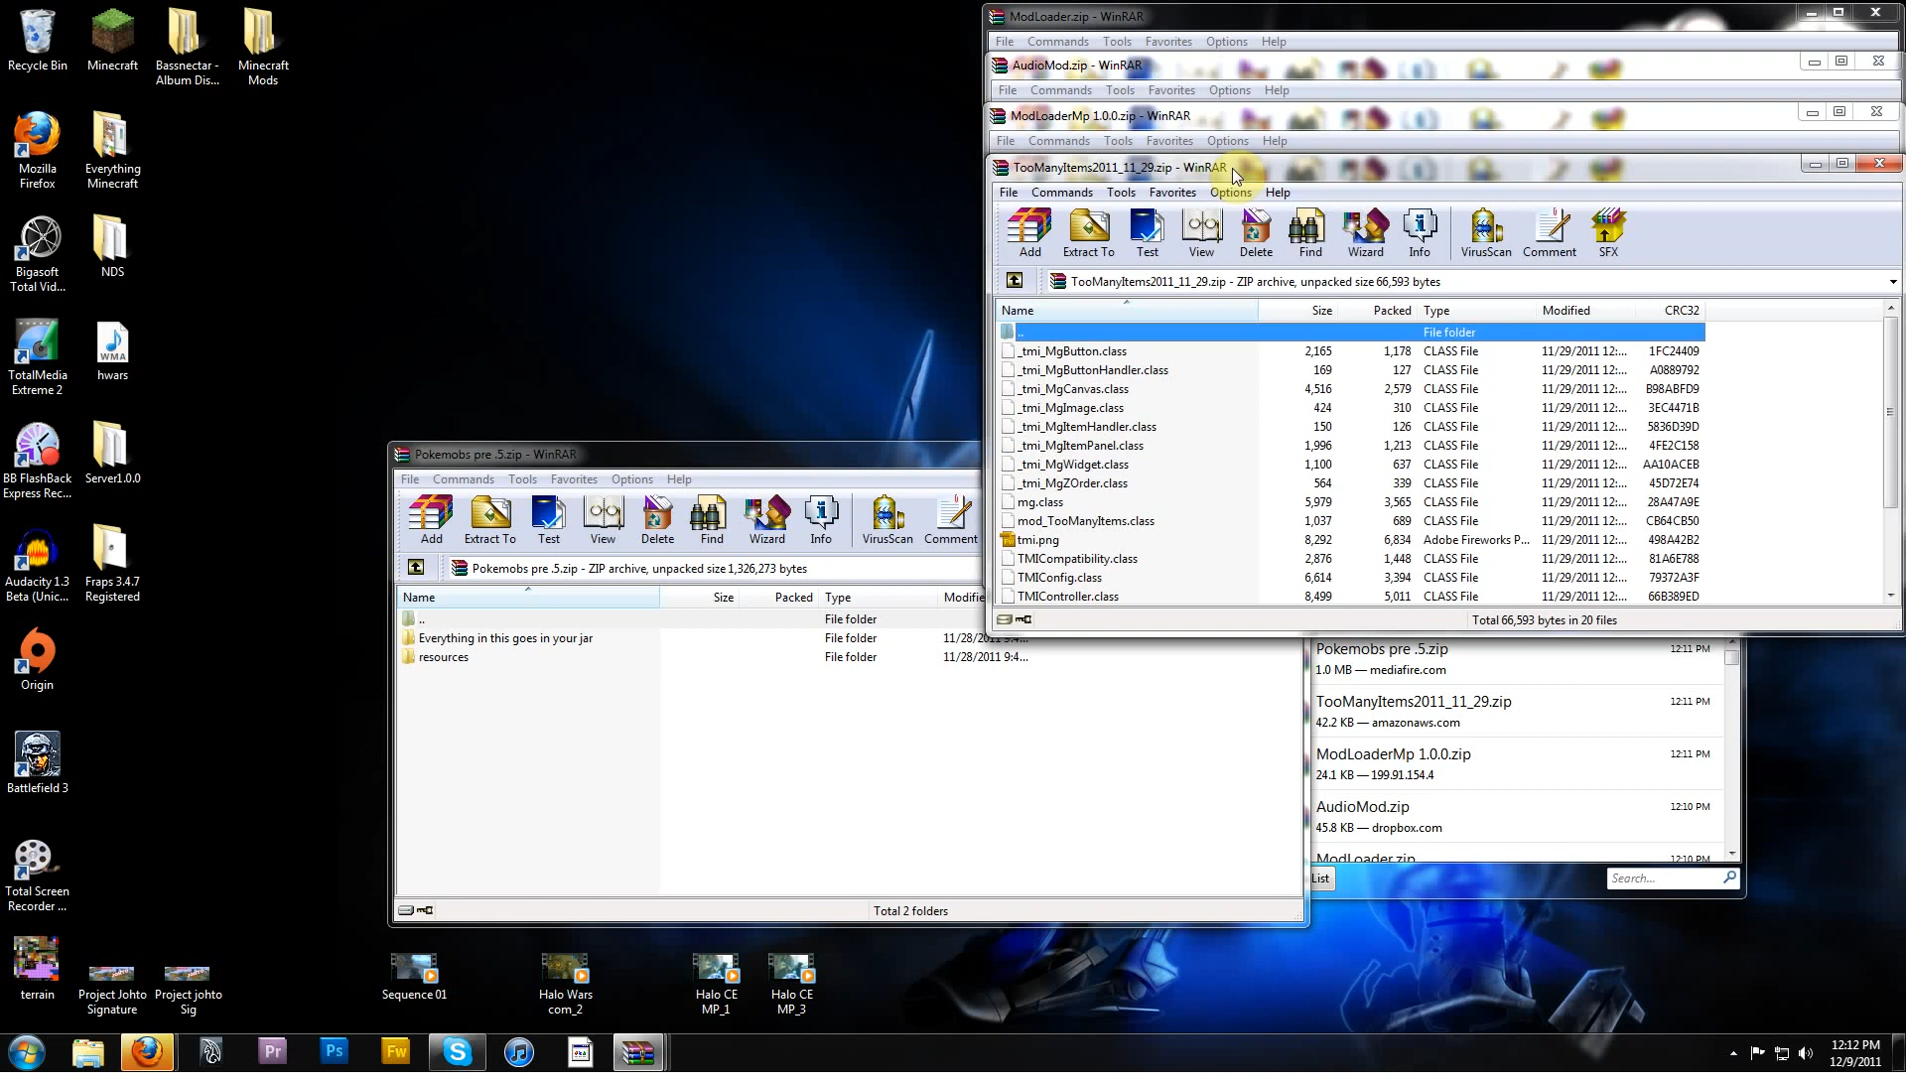 Recycle Bin
Minecraft
Bassnectar -
Album Dis...
Minecraft
Mods
Mozilla
Firefox
Everything
Minecraft
Bigasoft
Total Vid...
NDS
TotalMedia
Extreme 2
hwars
BB FlashBack
Express Rec...
Server1.0.0
Audacity 1.3
Beta (Unic...
Fraps 3.4.7
Registered
Origin
Battlefield 3
Total Screen
Recorder ...
terrain
Project Johto
Signature
Project johto
Sig
Sequence 01
Halo Wars
com_2
Halo CE
MP_1
Halo CE
MP_3
ModLoader.zip - WinRAR
File Commands Tools Favorites Options Help
AudioMod.zip - WinRAR
File Commands Tools Favorites Options Help
ModLoaderMp 1.0.0.zip - WinRAR
File Commands Tools Favorites Options Help
TooManyItems2011_11_29.zip - WinRAR
File Commands Tools Favorites Options Help
Add Extract To Test View Delete Find Wizard Info VirusScan Comment SFX
TooManyItems2011_11_29.zip - ZIP archive, unpacked size 66,593 bytes
Name Size Packed Type Modified CRC32
.. File folder
_tmi_MgButton.class 2,165 1,178 CLASS File 11/29/2011 12:... 1FC24409
_tmi_MgButtonHandler.class 169 127 CLASS File 11/29/2011 12:... A0889792
_tmi_MgCanvas.class 4,516 2,579 CLASS File 11/29/2011 12:... B98ABFD9
_tmi_MgImage.class 424 310 CLASS File 11/29/2011 12:... 3EC4471B
_tmi_MgItemHandler.class 150 126 CLASS File 11/29/2011 12:... 5836D39D
_tmi_MgItemPanel.class 1,996 1,213 CLASS File 11/29/2011 12:... 4FE2C158
_tmi_MgWidget.class 1,100 637 CLASS File 11/29/2011 12:... AA10ACEB
_tmi_MgZOrder.class 564 339 CLASS File 11/29/2011 12:... 45D72E74
mg.class 5,979 3,565 CLASS File 11/29/2011 12:... 28A47A9E
mod_TooManyItems.class 1,037 689 CLASS File 11/29/2011 12:... CB64CB50
tmi.png 8,292 6,834 Adobe Fireworks P... 11/29/2011 12:... 498A42B2
TMICompatibility.class 2,876 1,448 CLASS File 11/29/2011 12:... 81A6E788
TMIConfig.class 6,614 3,394 CLASS File 11/29/2011 12:... 79372A3F
TMIController.class 8,499 5,011 CLASS File 11/29/2011 12:... 66B389ED
Total 66,593 bytes in 20 files
Pokemobs pre .5.zip - WinRAR
File Commands Tools Favorites Options Help
Add Extract To Test View Delete Find Wizard Info VirusScan Comment
Pokemobs pre .5.zip - ZIP archive, unpacked size 1,326,273 bytes
Name Size Packed Type
.. File folder
Everything in this goes in your jar File folder 11/28/2011 9:4...
resources File folder 11/28/2011 9:4...
Total 2 folders
Pokemobs pre .5.zip 12:11 PM
1.0 MB — mediafire.com
TooManyItems2011_11_29.zip 12:11 PM
42.2 KB — amazonaws.com
ModLoaderMp 1.0.0.zip 12:11 PM
24.1 KB — 199.91.154.4
AudioMod.zip 12:10 PM
45.8 KB — dropbox.com
ModLoader.zip 12:10 PM
List Search...
Pr Ps Fw
12:12 PM
12/9/2011